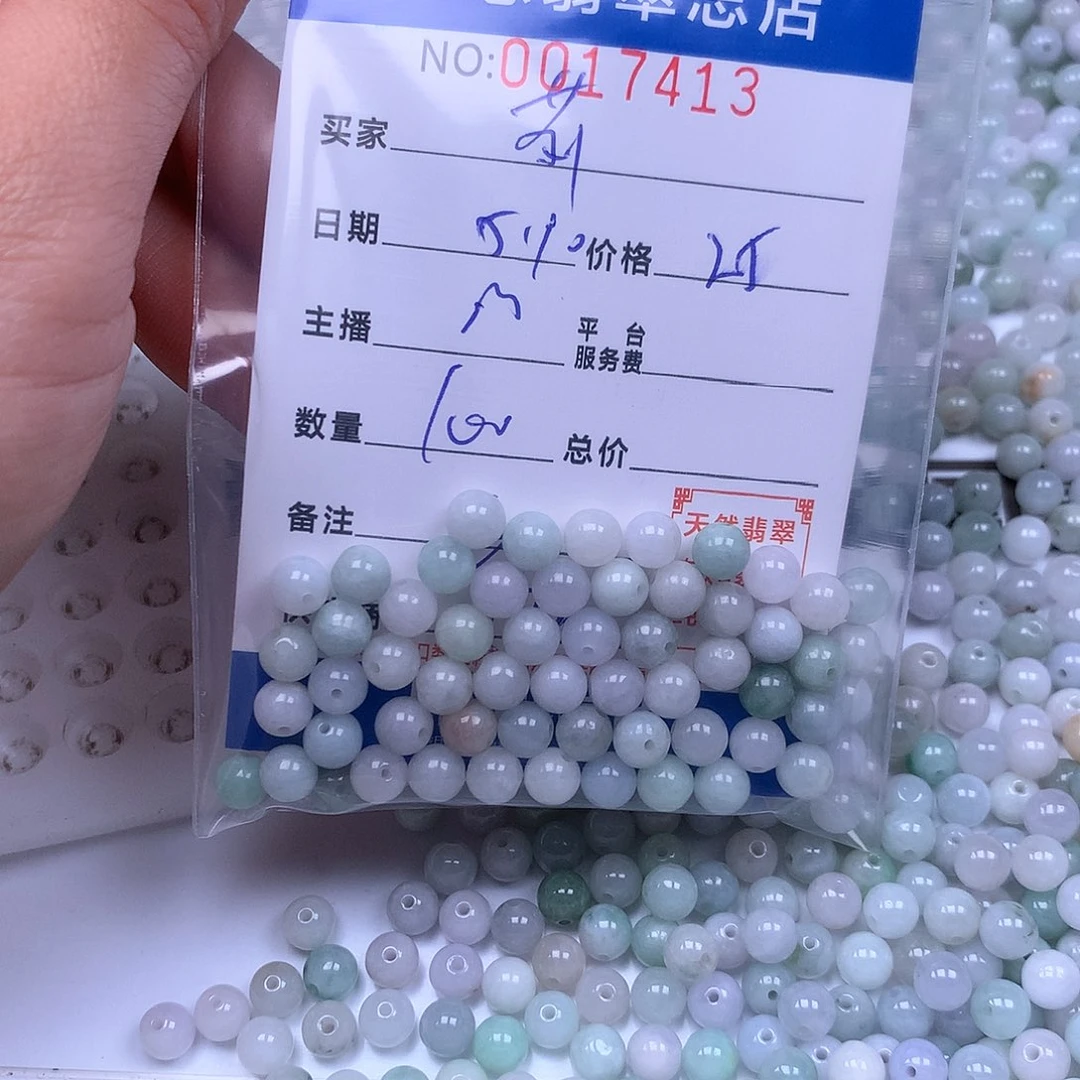 翡翠总店
NO:0017413
买家
日期 5.10 价格 25
主播 M 平台服务费
数量 100 总价
备注
天然翡翠